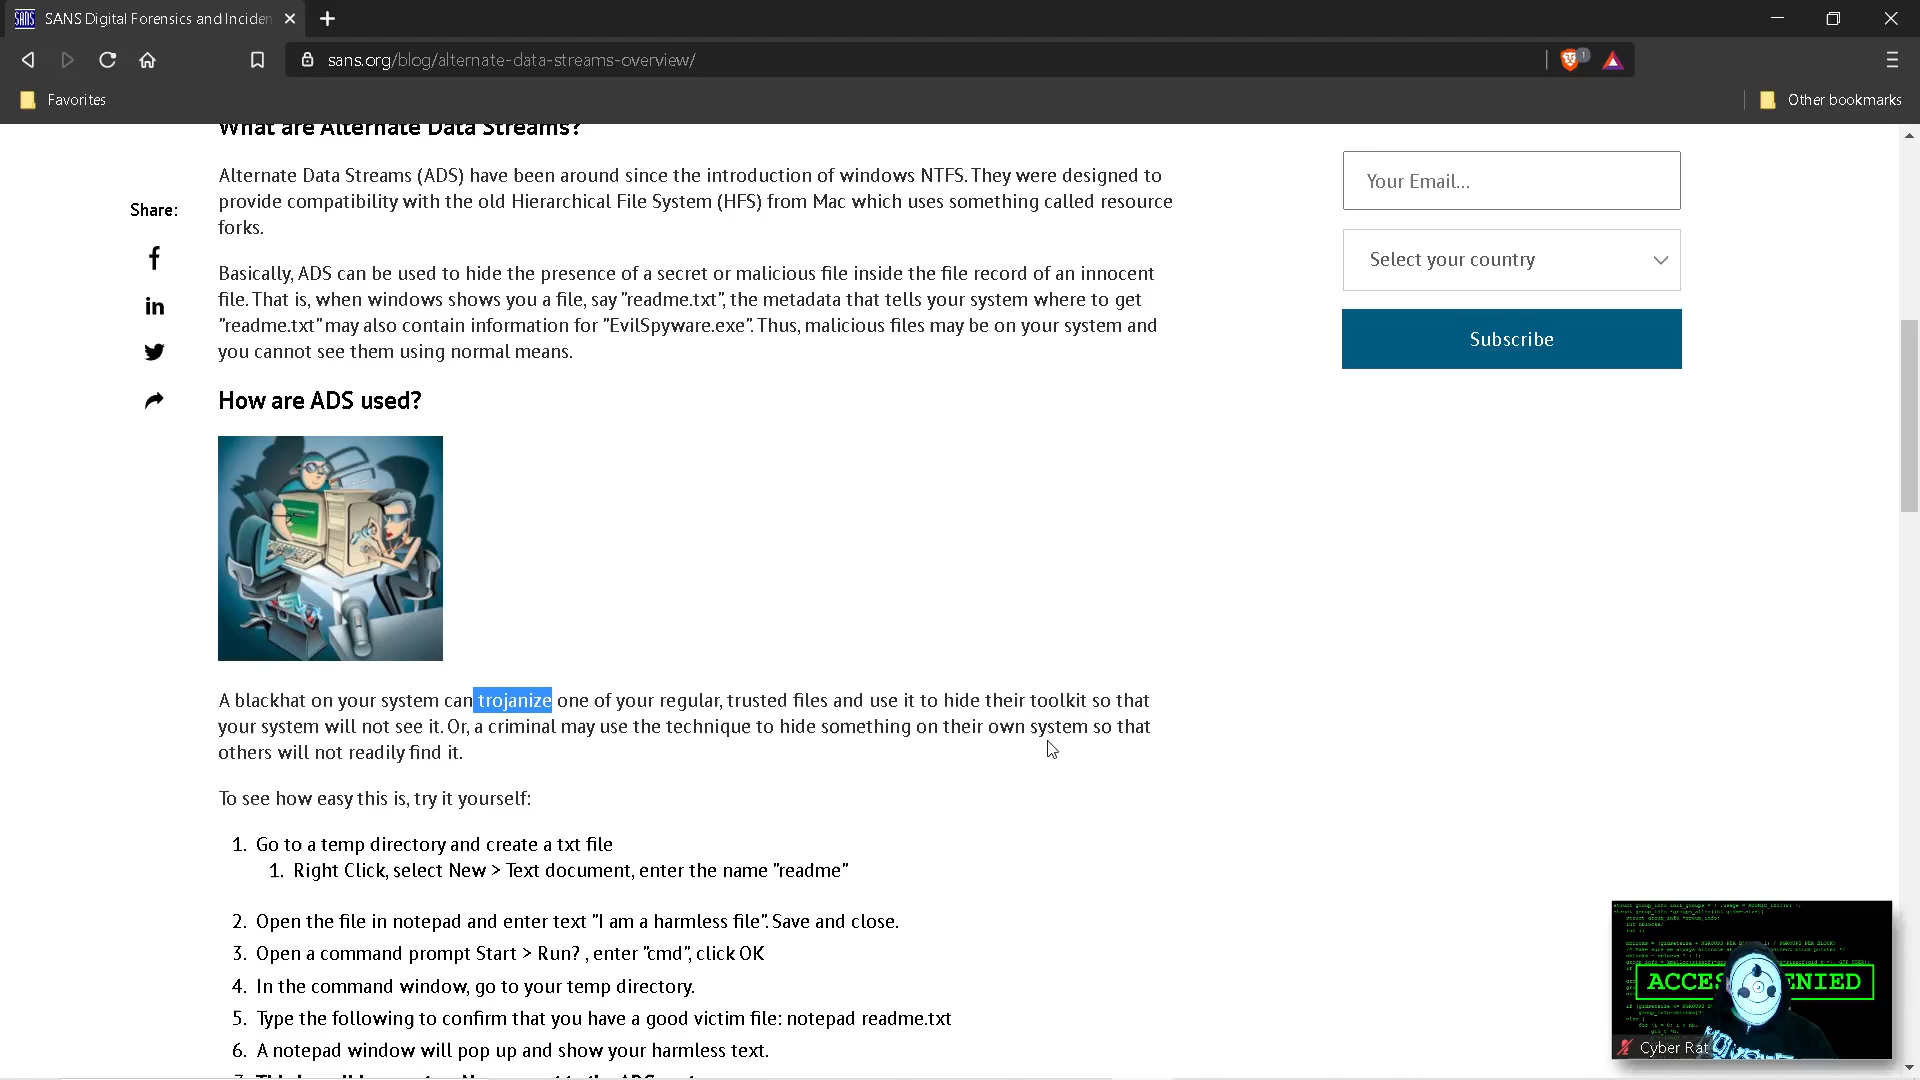 SANS Digital Forensics and Inciden
sans.org/blog/alternate-data-streams-overview/
1
Favorites
Other bookmarks
What are Alternate Data Streams?
Alternate Data Streams (ADS) have been around since the introduction of windows NTFS. They were designed to
provide compatibility with the old Hierarchical File System (HFS) from Mac which uses something called resource
forks.
Basically, ADS can be used to hide the presence of a secret or malicious file inside the file record of an innocent
file. That is, when windows shows you a file, say "readme.txt", the metadata that tells your system where to get
"readme.txt" may also contain information for "EvilSpyware.exe". Thus, malicious files may be on your system and
you cannot see them using normal means.
Share:
Your Email...
Select your country
Subscribe
How are ADS used?
A blackhat on your system can trojanize one of your regular, trusted files and use it to hide their toolkit so that
your system will not see it. Or, a criminal may use the technique to hide something on their own system so that
others will not readily find it.
To see how easy this is, try it yourself:
1. Go to a temp directory and create a txt file
1. Right Click, select New > Text document, enter the name "readme"
2. Open the file in notepad and enter text "I am a harmless file". Save and close.
3. Open a command prompt Start > Run? , enter "cmd", click OK
4. In the command window, go to your temp directory.
5. Type the following to confirm that you have a good victim file: notepad readme.txt
6. A notepad window will pop up and show your harmless text.
Cyber Rat